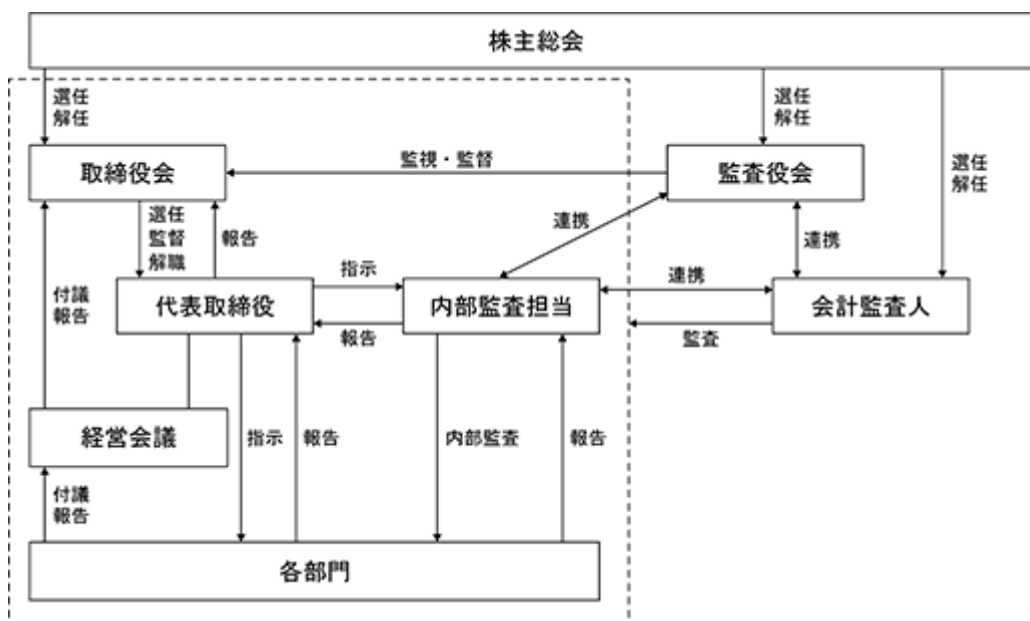 株主総会
選任
解任
選任
解任
取締役会
監視・監督
監査役会
選任
解任
選任
監督
解職
報告
連携
連携
付議
報告
指示
代表取締役
内部監査担当
連携
会計監査人
報告
監査
経営会議
指示
報告
内部監査
報告
付議
報告
各部門